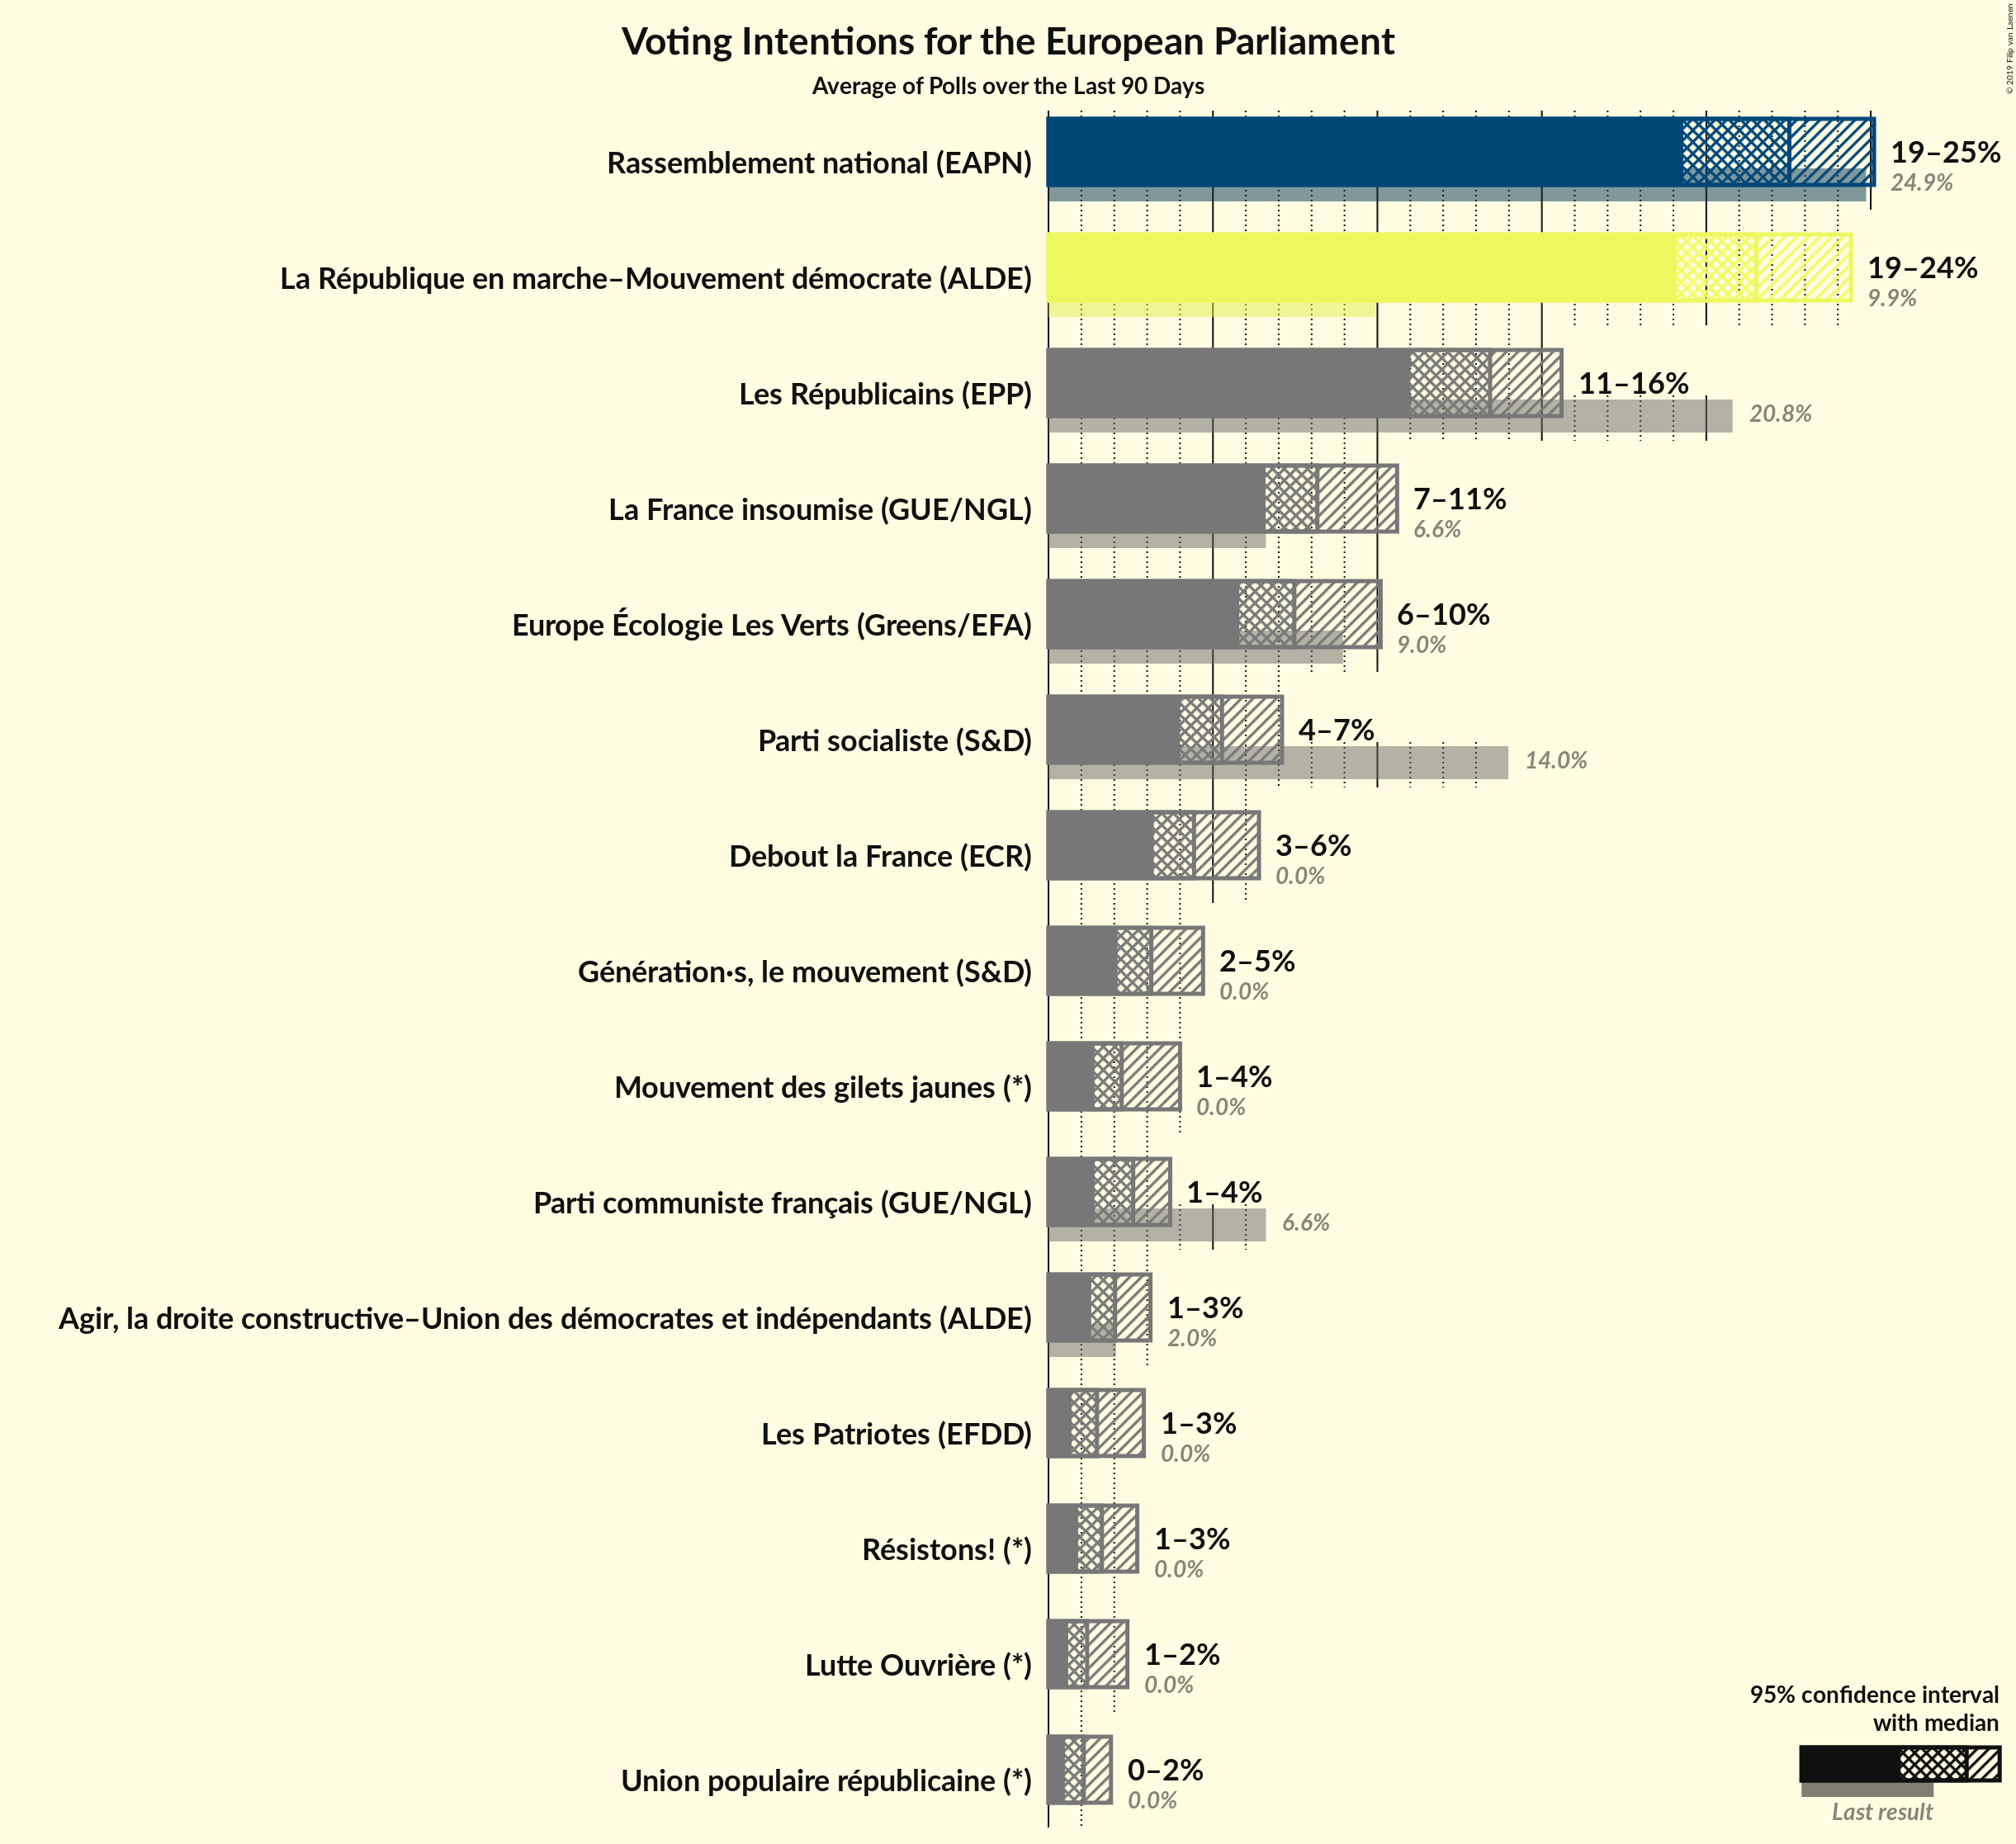 Voting Intentions for the European Parliament
Average of Polls over the Last 90 Days
© 2019 Filip van Laenen
Rassemblement national (EAPN)
19–25%
24.9%
La République en marche–Mouvement démocrate (ALDE)
19–24%
9.9%
Les Républicains (EPP)
11–16%
20.8%
La France insoumise (GUE/NGL)
7–11%
6.6%
Europe Écologie Les Verts (Greens/EFA)
6–10%
9.0%
Parti socialiste (S&D)
4–7%
14.0%
Debout la France (ECR)
3–6%
0.0%
Génération·s, le mouvement (S&D)
2–5%
0.0%
Mouvement des gilets jaunes (*)
1–4%
0.0%
Parti communiste français (GUE/NGL)
1–4%
6.6%
Agir, la droite constructive–Union des démocrates et indépendants (ALDE)
1–3%
2.0%
Les Patriotes (EFDD)
1–3%
0.0%
Résistons! (*)
1–3%
0.0%
Lutte Ouvrière (*)
1–2%
0.0%
Union populaire républicaine (*)
0–2%
0.0%
95% confidence interval
with median
Last result